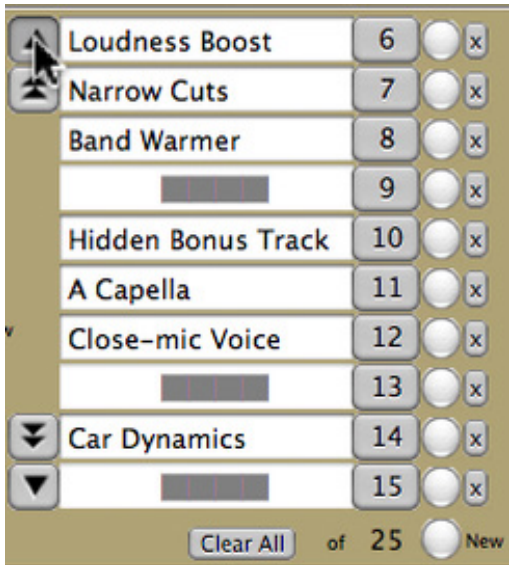 Loudness Boost 6 x
Narrow Cuts 7 x
Band Warmer 8 x
9 x
Hidden Bonus Track 10 x
A Capella 11 x
Close-mic Voice 12 x
13 x
Car Dynamics 14 x
15 x
Clear All of 25 New